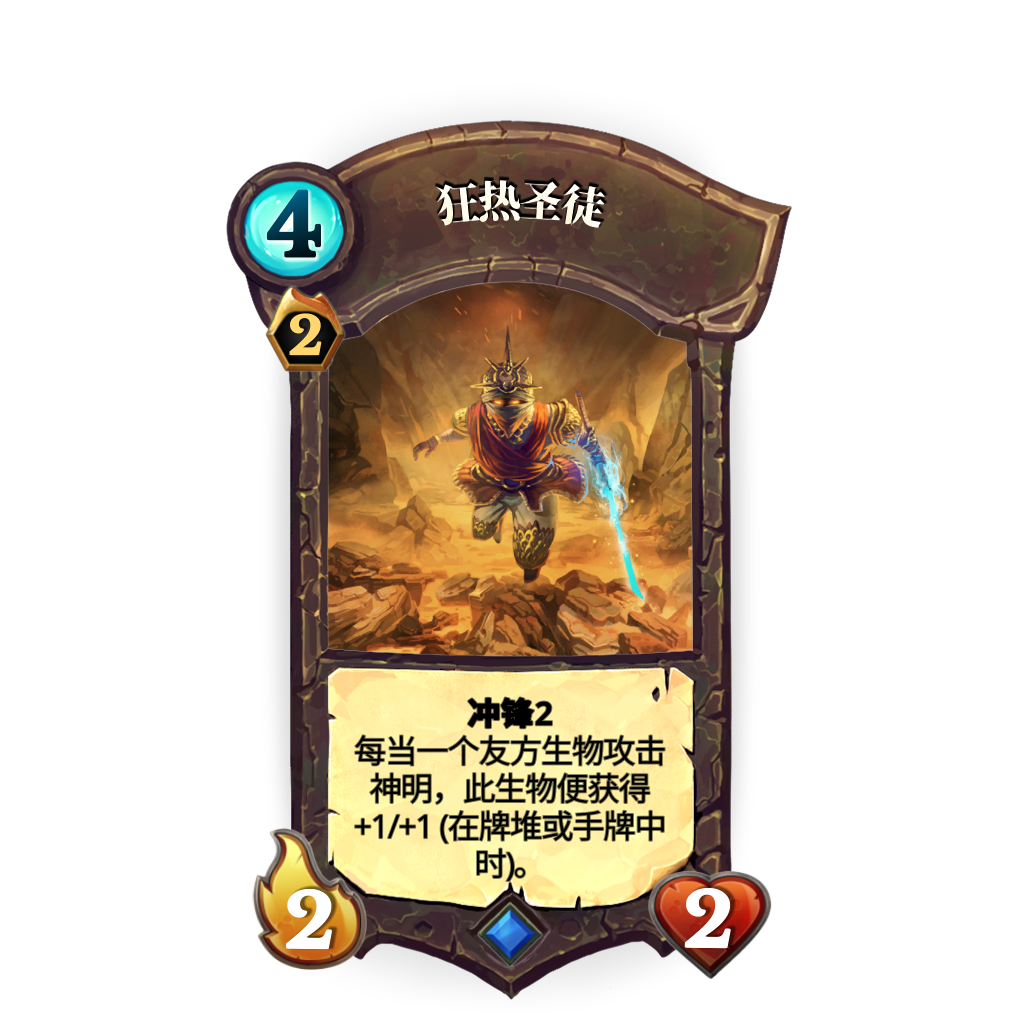 狂热圣徒
4
2
冲锋2
每当一个友方生物攻击
神明，此生物便获得
+1/+1 (在牌堆或手牌中
时)。
2
2